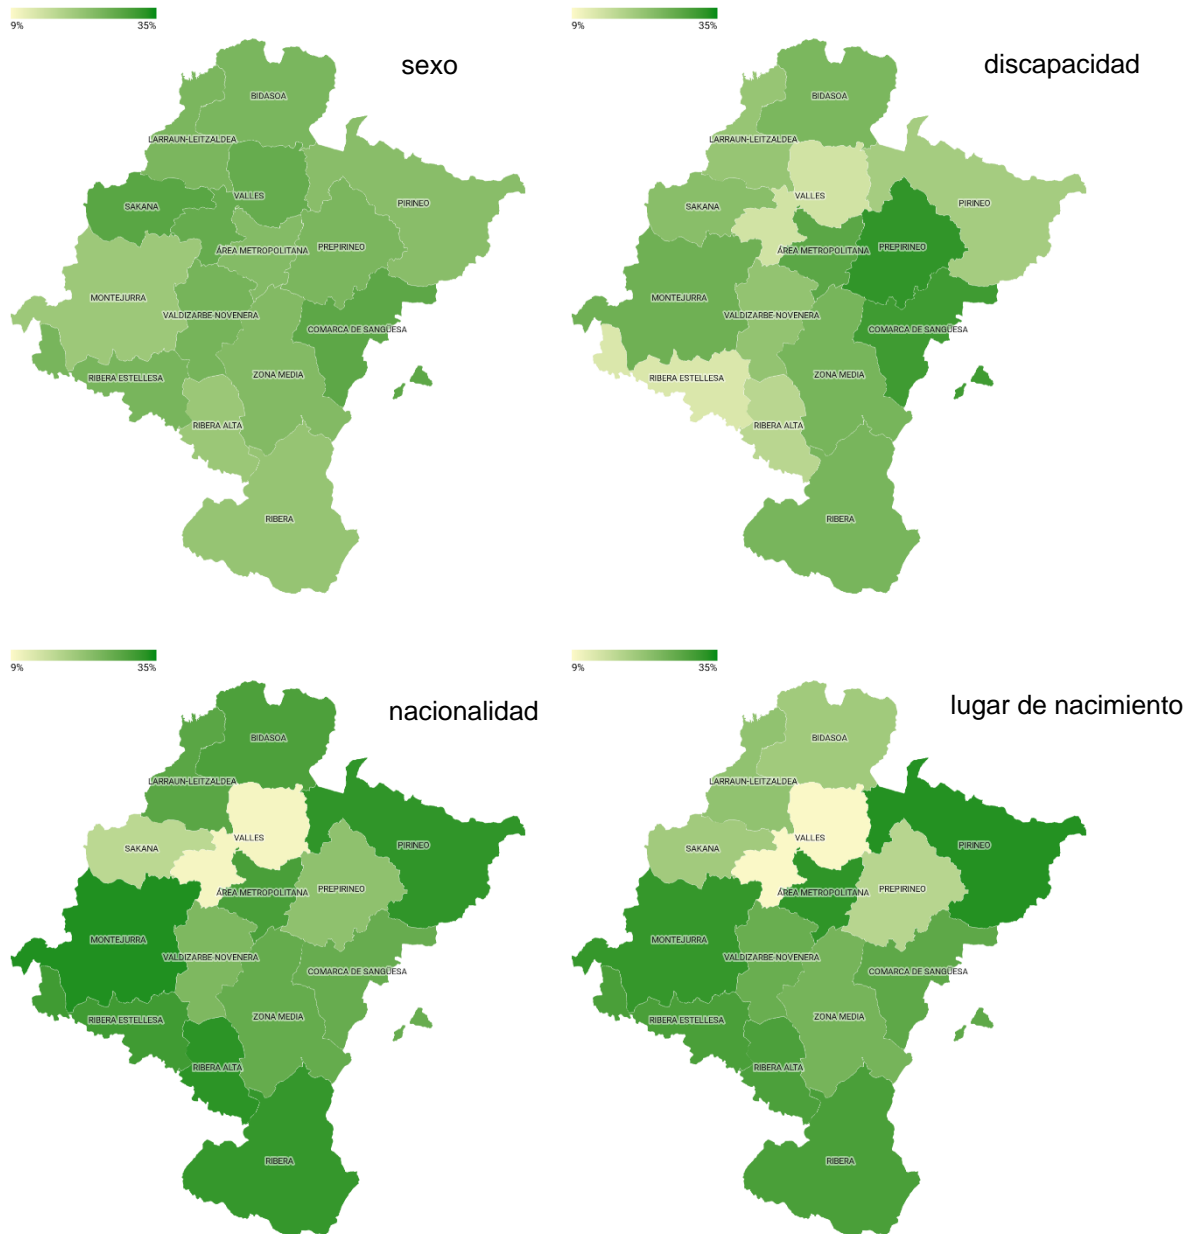 9% 35%
sexo
BIDASOA
LARRAUN-LEITZALDEA
SAKANA
VALLES
PIRINEO
ÁREA METROPOLITANA
PREPIRINEO
MONTEJURRA
VALDIZARBE-NOVENERA
COMARCA DE SANGÜESA
RIBERA ESTELLESA
ZONA MEDIA
RIBERA ALTA
RIBERA
9% 35%
discapacidad
BIDASOA
LARRAUN-LEITZALDEA
SAKANA
VALLES
PIRINEO
ÁREA METROPOLITANA
PREPIRINEO
MONTEJURRA
VALDIZARBE-NOVENERA
COMARCA DE SANGÜESA
RIBERA ESTELLESA
ZONA MEDIA
RIBERA ALTA
RIBERA
9% 35%
nacionalidad
BIDASOA
LARRAUN-LEITZALDEA
SAKANA
VALLES
PIRINEO
ÁREA METROPOLITANA
PREPIRINEO
MONTEJURRA
VALDIZARBE-NOVENERA
COMARCA DE SANGÜESA
RIBERA ESTELLESA
ZONA MEDIA
RIBERA ALTA
RIBERA
9% 35%
lugar de nacimiento
BIDASOA
LARRAUN-LEITZALDEA
SAKANA
VALLES
PIRINEO
ÁREA METROPOLITANA
PREPIRINEO
MONTEJURRA
VALDIZARBE-NOVENERA
COMARCA DE SANGÜESA
RIBERA ESTELLESA
ZONA MEDIA
RIBERA ALTA
RIBERA